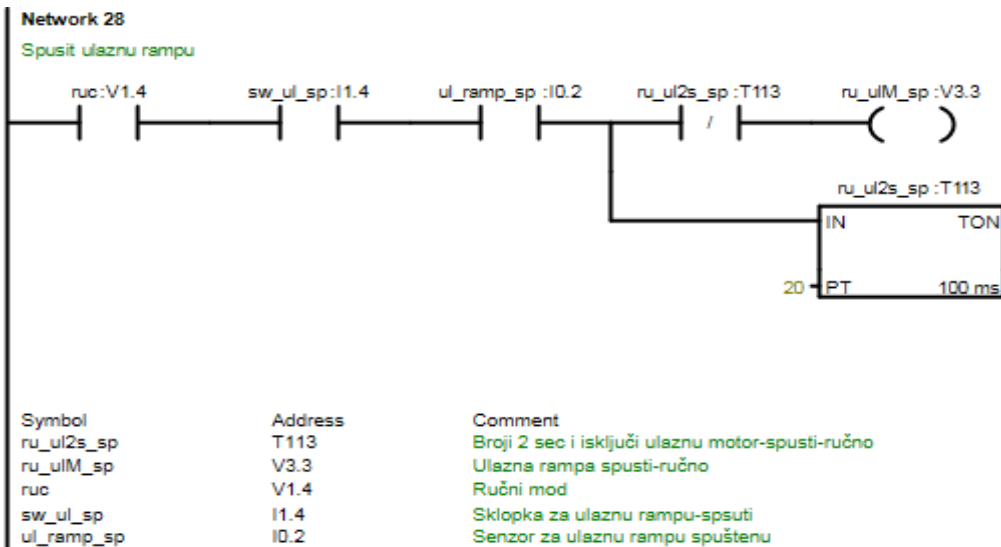 Network 28
Spusit ulaznu rampu
ruc:V1.4 sw_ul_sp:I1.4 ul_ramp_sp :I0.2 ru_ul2s_sp :T113 ru_ulM_sp :V3.3
/
ru_ul2s_sp :T113
IN TON
20 PT 100 ms
Symbol Address Comment
ru_ul2s_sp T113 Broji 2 sec i isključi ulaznu motor-spusti-ručno
ru_ulM_sp V3.3 Ulazna rampa spusti-ručno
ruc V1.4 Ručni mod
sw_ul_sp I1.4 Sklopka za ulaznu rampu-spsuti
ul_ramp_sp I0.2 Senzor za ulaznu rampu spuštenu